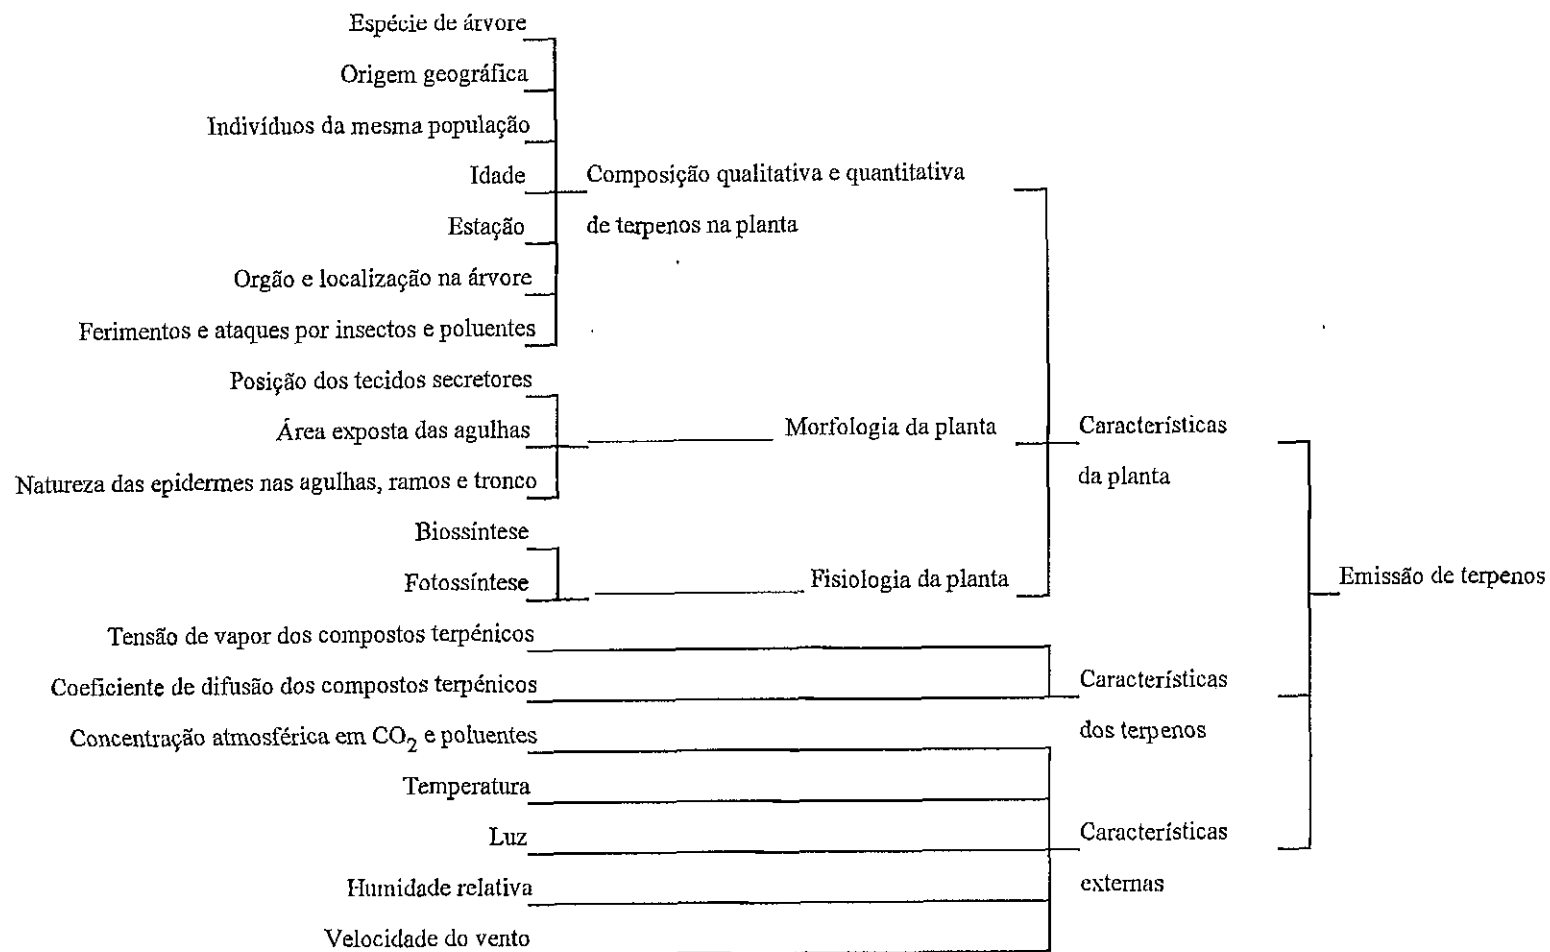 Espécie de árvore
Origem geográfica
Indivíduos da mesma população
Idade
Composição qualitativa e quantitativa
Estação
de terpenos na planta
Orgão e localização na árvore
Ferimentos e ataques por insectos e poluentes
Posição dos tecidos secretores
Área exposta das agulhas
Morfologia da planta
Características
Natureza das epidermes nas agulhas, ramos e tronco
da planta
Biossíntese
Fotossíntese
Fisiologia da planta
Emissão de terpenos
Tensão de vapor dos compostos terpénicos
Coeficiente de difusão dos compostos terpénicos
Características
Concentração atmosférica em CO₂ e poluentes
dos terpenos
Temperatura
Luz
Características
Humidade relativa
externas
Velocidade do vento